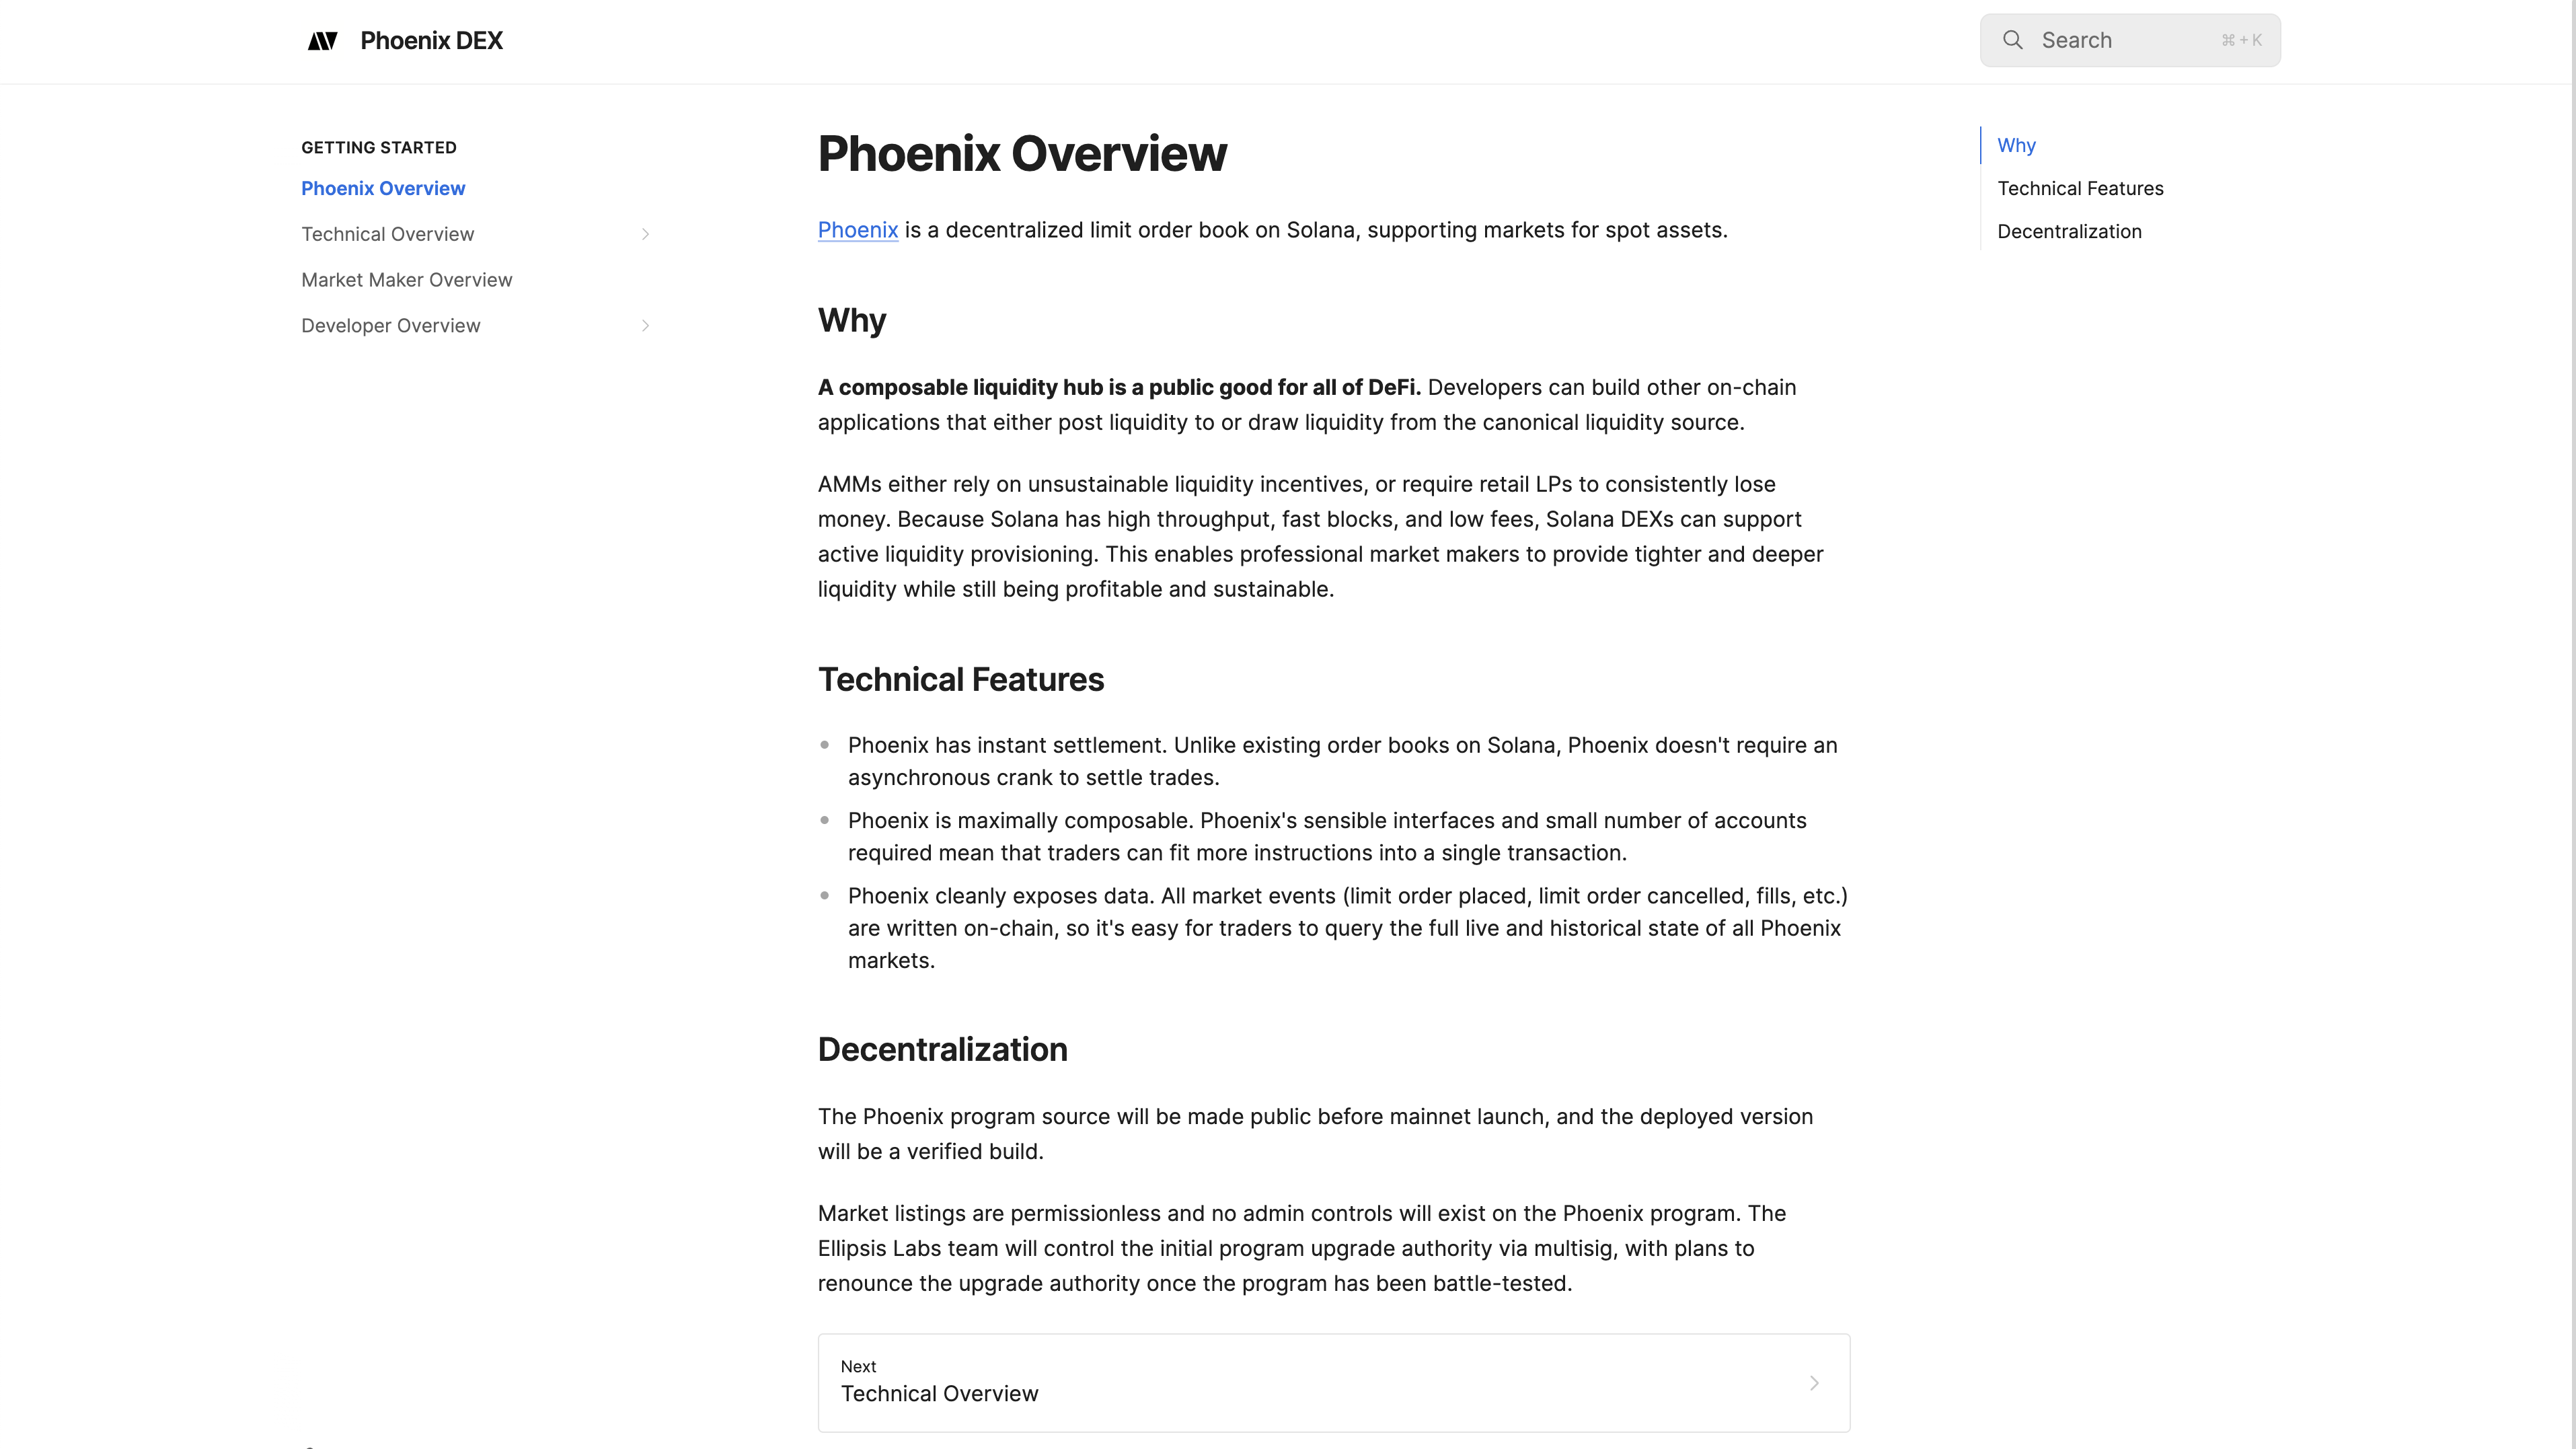 Phoenix DEX
Search
⌘ + K
GETTING STARTED
Phoenix Overview
Technical Overview
Market Maker Overview
Developer Overview
Phoenix Overview
Phoenix is a decentralized limit order book on Solana, supporting markets for spot assets.
Why
A composable liquidity hub is a public good for all of DeFi. Developers can build other on-chain
applications that either post liquidity to or draw liquidity from the canonical liquidity source.
AMMs either rely on unsustainable liquidity incentives, or require retail LPs to consistently lose
money. Because Solana has high throughput, fast blocks, and low fees, Solana DEXs can support
active liquidity provisioning. This enables professional market makers to provide tighter and deeper
liquidity while still being profitable and sustainable.
Technical Features
Phoenix has instant settlement. Unlike existing order books on Solana, Phoenix doesn't require an
asynchronous crank to settle trades.
Phoenix is maximally composable. Phoenix's sensible interfaces and small number of accounts
required mean that traders can fit more instructions into a single transaction.
Phoenix cleanly exposes data. All market events (limit order placed, limit order cancelled, fills, etc.)
are written on-chain, so it's easy for traders to query the full live and historical state of all Phoenix
markets.
Decentralization
The Phoenix program source will be made public before mainnet launch, and the deployed version
will be a verified build.
Market listings are permissionless and no admin controls will exist on the Phoenix program. The
Ellipsis Labs team will control the initial program upgrade authority via multisig, with plans to
renounce the upgrade authority once the program has been battle-tested.
Next
Technical Overview
Why
Technical Features
Decentralization